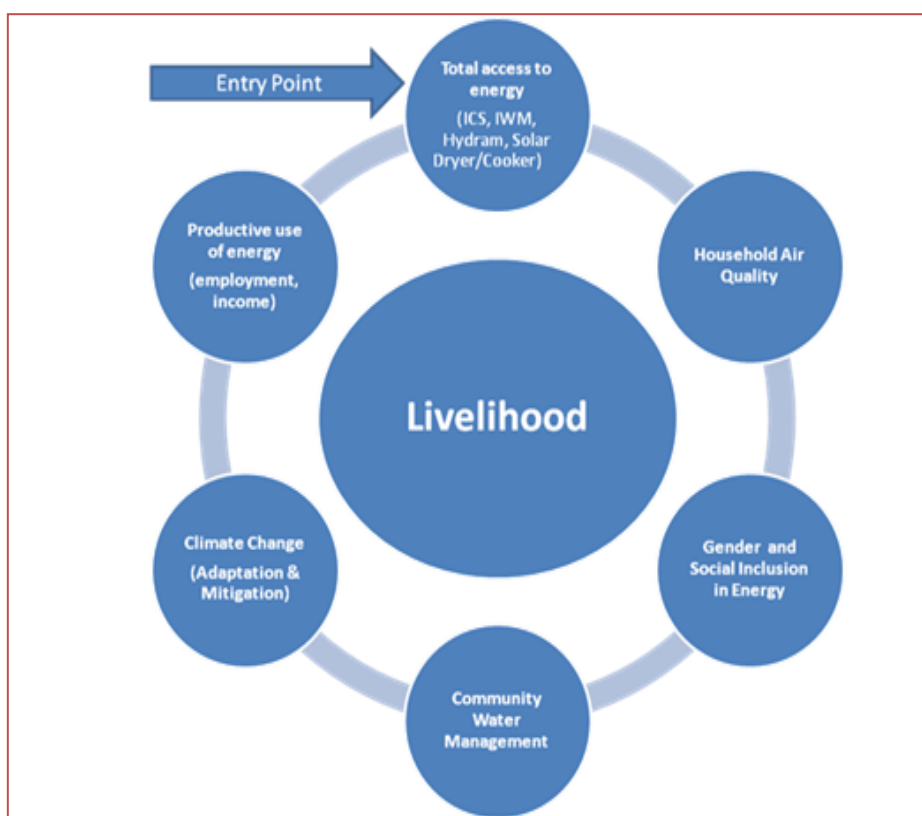 Entry Point
Total access to
energy
(ICS, IWM,
Hydram, Solar
Dryer/Cooker)
Productive use
of energy
(employment,
income)
Household Air
Quality
Livelihood
Climate Change
(Adaptation &
Mitigation)
Gender and
Social Inclusion
in Energy
Community
Water
Management